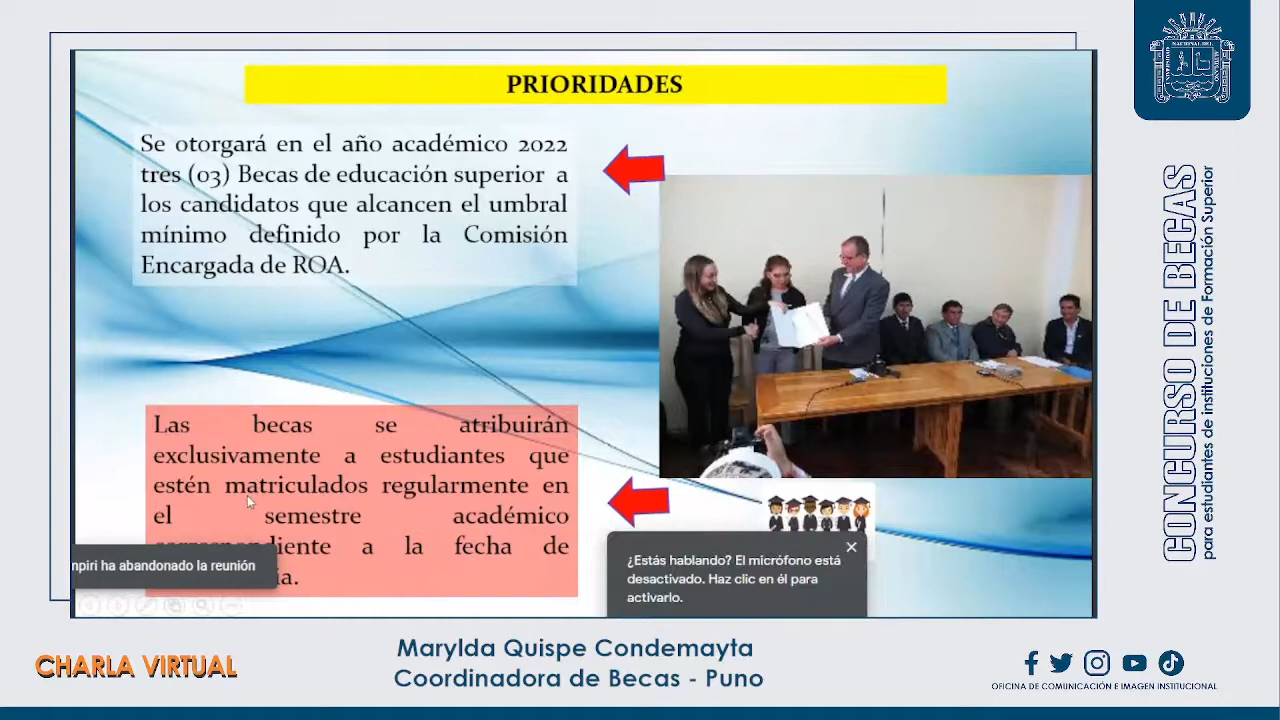 PRIORIDADES
Se otorgará en el año académico 2022
tres (03) Becas de educación superior a
los candidatos que alcancen el umbral
mínimo definido por la Comisión
Encargada de ROA.
Las becas se atribuirán
exclusivamente a estudiantes que
estén matriculados regularmente en
el semestre académico
a la fecha de
mpiri ha abandonado la reunión
¿Estás hablando? El micrófono está
desactivado. Haz clic en él para
activarlo.
NACIONAL DEL
CONCURSO DE BECAS
para estudiantes de instituciones de Formación Superior
CHARLA VIRTUAL
Marylda Quispe Condemayta
Coordinadora de Becas - Puno
OFICINA DE COMUNICACIÓN E IMAGEN INSTITUCIONAL